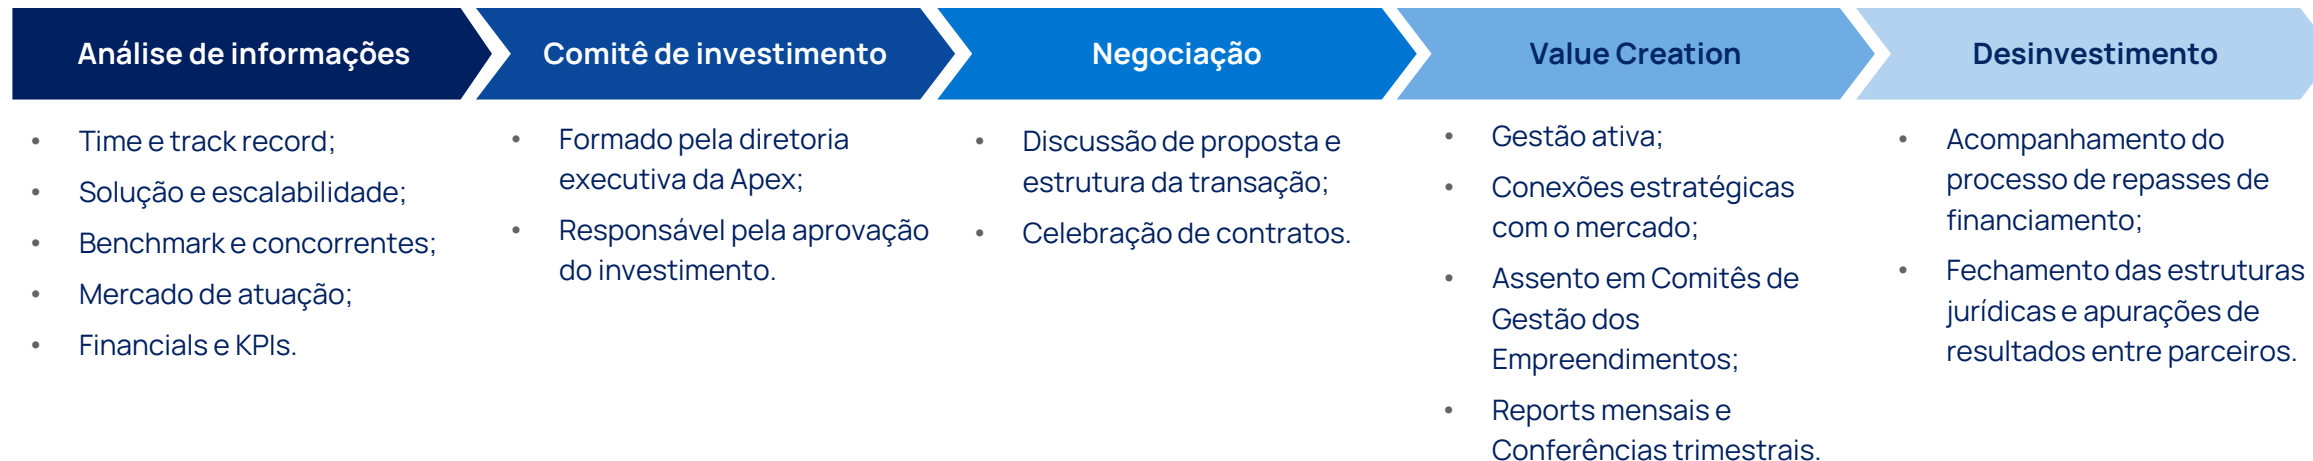 Análise de informações
• Time e track record;
• Solução e escalabilidade;
• Benchmark e concorrentes;
• Mercado de atuação;
• Financials e KPIs.
Comitê de investimento
• Formado pela diretoria
executiva da Apex;
• Responsável pela aprovação
do investimento.
Negociação
• Discussão de proposta e
estrutura da transação;
• Celebração de contratos.
Value Creation
• Gestão ativa;
• Conexões estratégicas
com o mercado;
• Assento em Comitês de
Gestão dos
Empreendimentos;
• Reports mensais e
Conferências trimestrais.
Desinvestimento
• Acompanhamento do
processo de repasses de
financiamento;
• Fechamento das estruturas
jurídicas e apurações de
resultados entre parceiros.